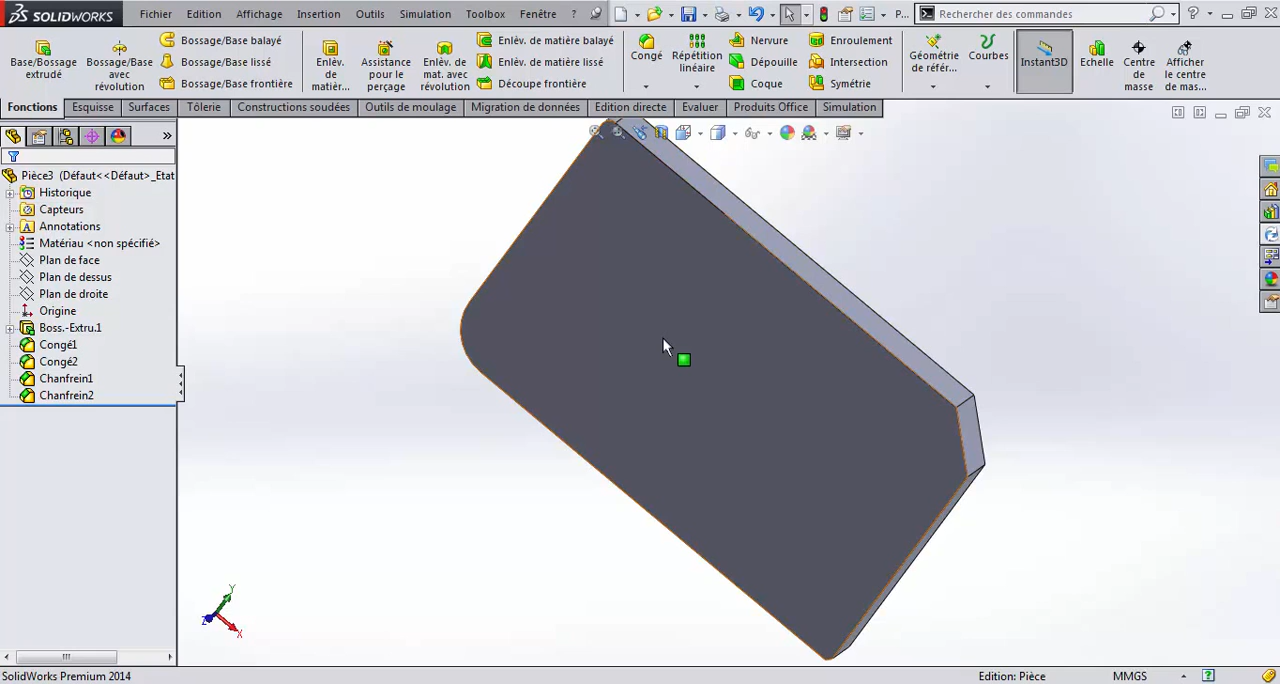 SOLIDWORKS Fichier Edition Affichage Insertion Outils Simulation Toolbox Fenêtre ? P... Rechercher des commandes ?
Base/Bossage extrudé
Bossage/Base avec révolution
Bossage/Base balayé
Bossage/Base lissé
Bossage/Base frontière
Enlèv. de matièr...
Assistance pour le perçage
Enlèv. de mat. avec révolution
Enlèv. de matière balayé
Enlèv. de matière lissé
Découpe frontière
Congé
Répétition linéaire
Nervure
Dépouille
Coque
Enroulement
Intersection
Symétrie
Géométrie de référ...
Courbes
Instant3D
Echelle
Centre de masse
Afficher le centre de mas...
Fonctions Esquisse Surfaces Tôlerie Constructions soudées Outils de moulage Migration de données Edition directe Evaluer Produits Office Simulation
Pièce3 (Défaut<<Défaut>_Etat
Historique
Capteurs
Annotations
Matériau <non spécifié>
Plan de face
Plan de dessus
Plan de droite
Origine
Boss.-Extru.1
Congé1
Congé2
Chanfrein1
Chanfrein2
Y
Z
X
SolidWorks Premium 2014 Edition: Pièce MMGS ?